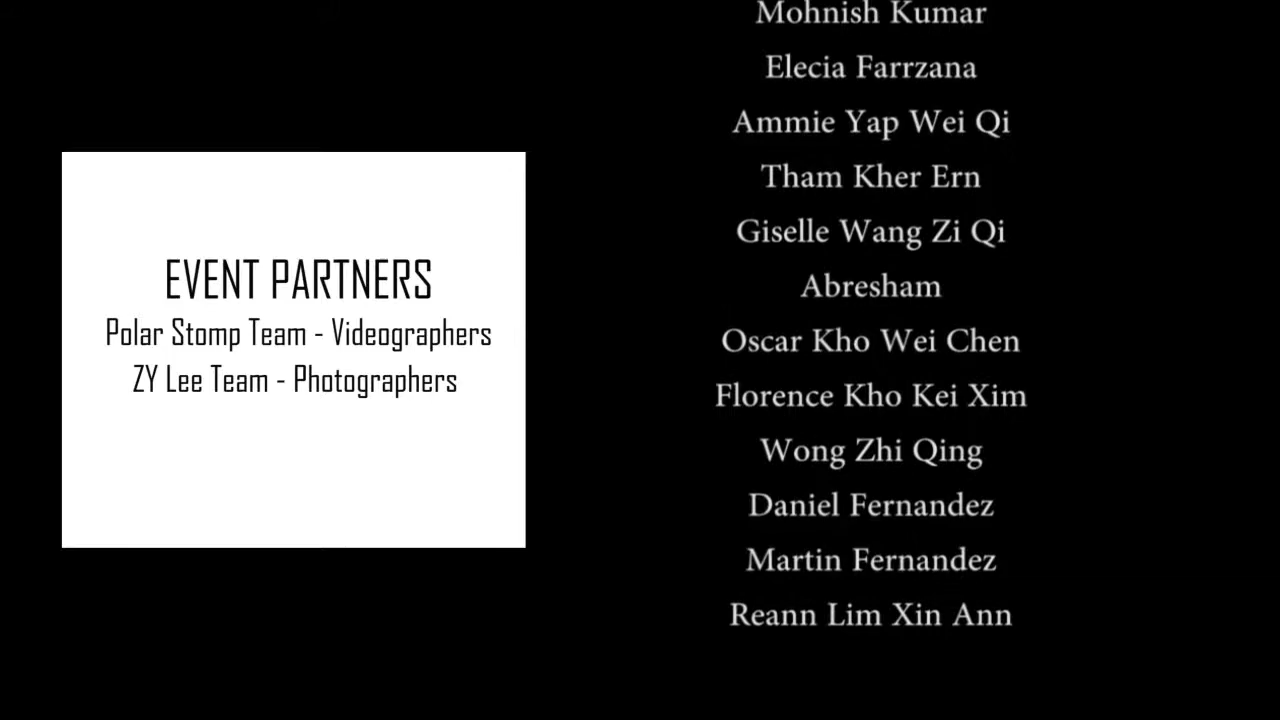 EVENT PARTNERS
Polar Stomp Team - Videographers
ZY Lee Team - Photographers
Mohnish Kumar
Elecia Farrzana
Ammie Yap Wei Qi
Tham Kher Ern
Giselle Wang Zi Qi
Abresham
Oscar Kho Wei Chen
Florence Kho Kei Xim
Wong Zhi Qing
Daniel Fernandez
Martin Fernandez
Reann Lim Xin Ann